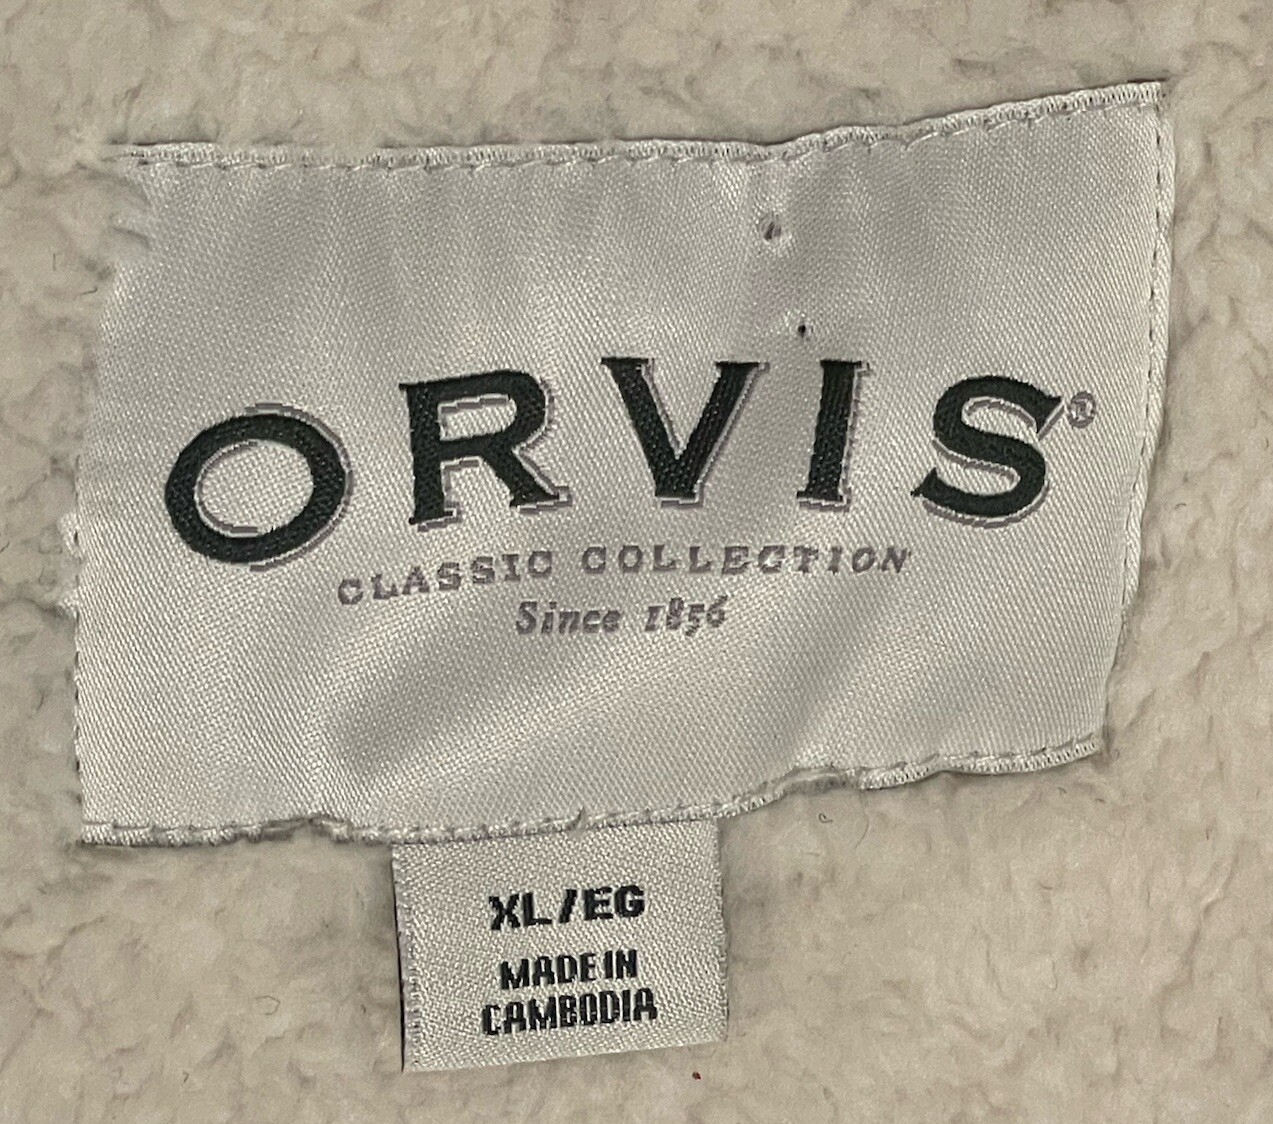 ORVIS®
CLASSIC COLLECTION
Since 1856
XL/EG
MADE IN
CAMBODIA